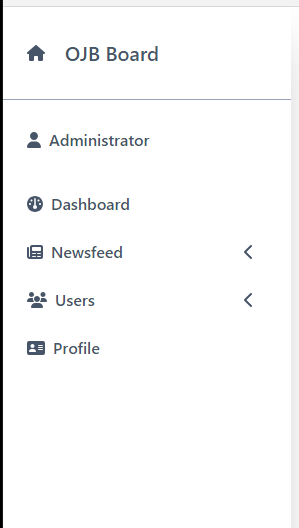 OJB Board
Administrator
Dashboard
Newsfeed
Users
Profile